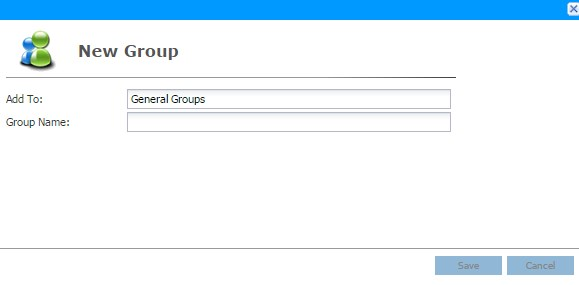 New Group
Add To: General Groups
Group Name:
Save Cancel